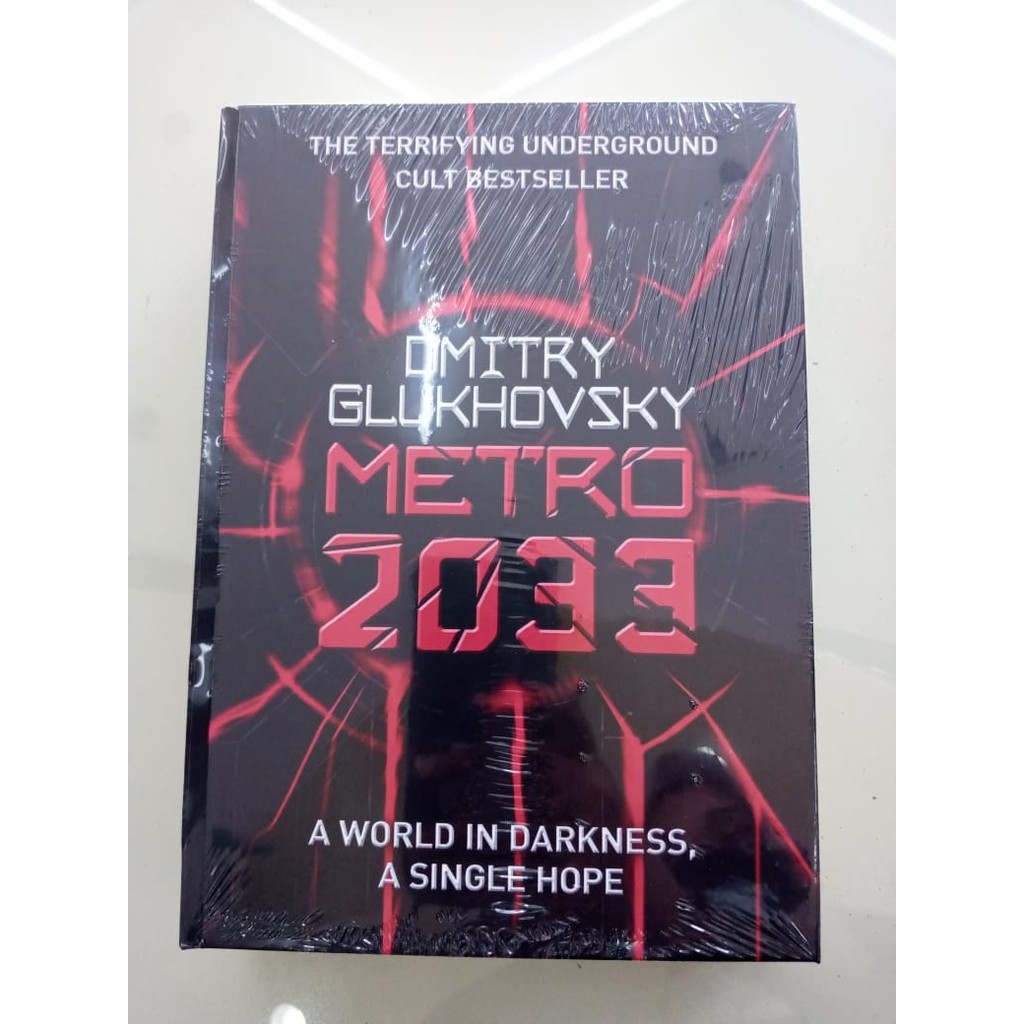 THE TERRIFYING UNDERGROUND
CULT BESTSELLER
DMITRY
GLUKHOVSKY
METRO
2033
A WORLD IN DARKNESS,
A SINGLE HOPE